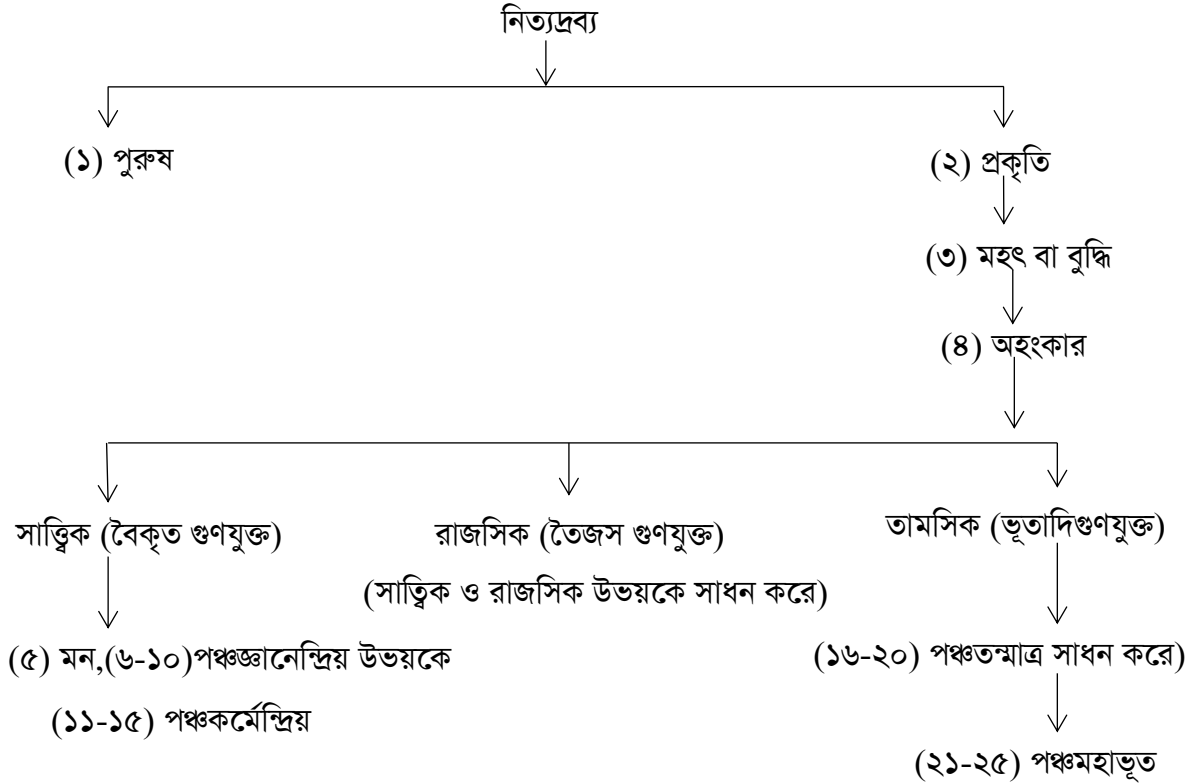 নিত্যদ্রব্য
(১) পুরুষ
(২) প্রকৃতি
(৩) মহৎ বা বুদ্ধি
(৪) অহংকার
সাত্ত্বিক (বৈকৃত গুণযুক্ত)
রাজসিক (তৈজস গুণযুক্ত)
(সাত্বিক ও রাজসিক উভয়কে সাধন করে)
তামসিক (ভূতাদিগুণযুক্ত)
(৫) মন,(৬-১০)পঞ্চজ্ঞানেন্দ্রিয় উভয়কে
(১১-১৫) পঞ্চকর্মেন্দ্রিয়
(১৬-২০) পঞ্চতন্মাত্র সাধন করে)
(২১-২৫) পঞ্চমহাভূত